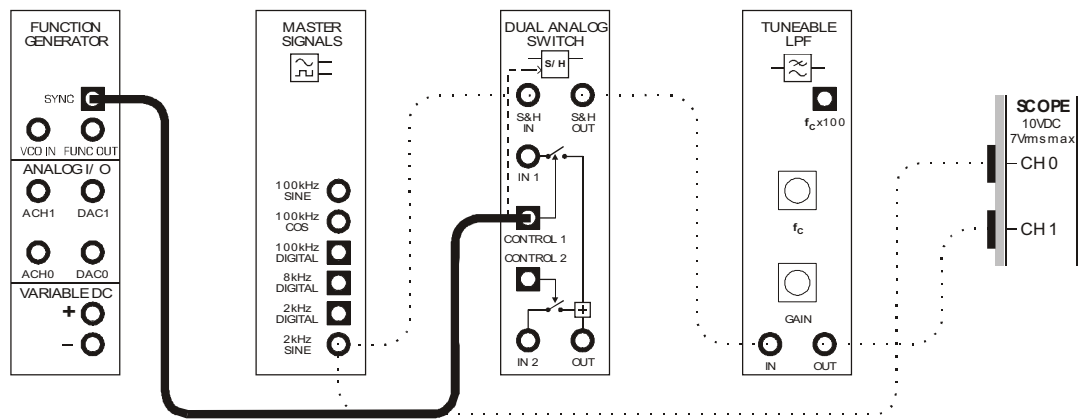 FUNCTION
GENERATOR
SYNC
VCO IN FUNC OUT
ANALOG I/ O
ACH1 DAC1
ACH0 DAC0
VARIABLE DC
+
−
MASTER
SIGNALS
100kHz
SINE
100kHz
COS
100kHz
DIGITAL
8kHz
DIGITAL
2kHz
DIGITAL
2kHz
SINE
DUAL ANALOG
SWITCH
S/ H
S&H
IN
S&H
OUT
IN 1
CONTROL 1
CONTROL 2
+
IN 2
OUT
TUNEABLE
LPF
fCx100
fC
GAIN
IN
OUT
SCOPE
10VDC
7Vrms max
CH 0
CH 1